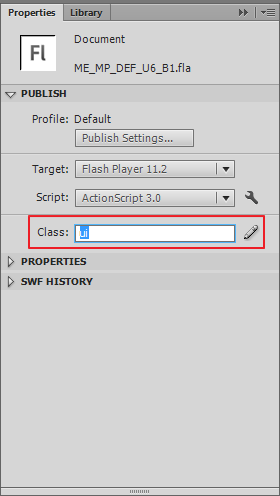 Properties Library
Fl
Document
ME_MP_DEF_U6_B1.fla
PUBLISH
Profile: Default
Publish Settings...
Target: Flash Player 11.2
Script: ActionScript 3.0
Class: ui
PROPERTIES
SWF HISTORY